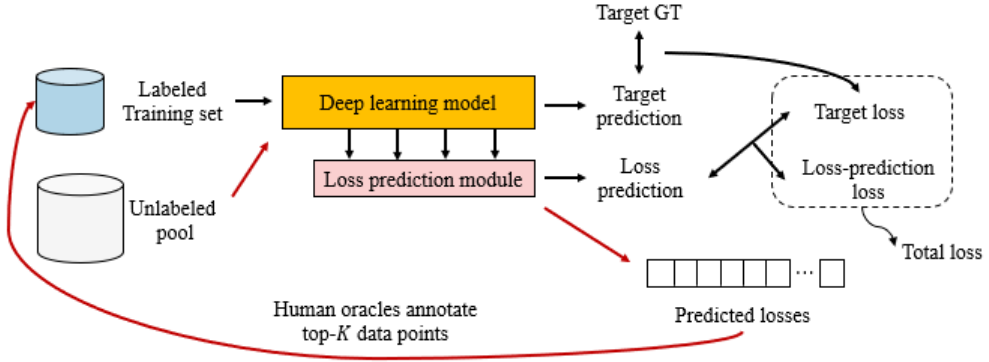 Target GT
Labeled
Training set
Deep learning model
Target
prediction
Target loss
Loss prediction module
Loss
prediction
Loss-prediction
loss
Unlabeled
pool
Total loss
...
Human oracles annotate
top-K data points
Predicted losses